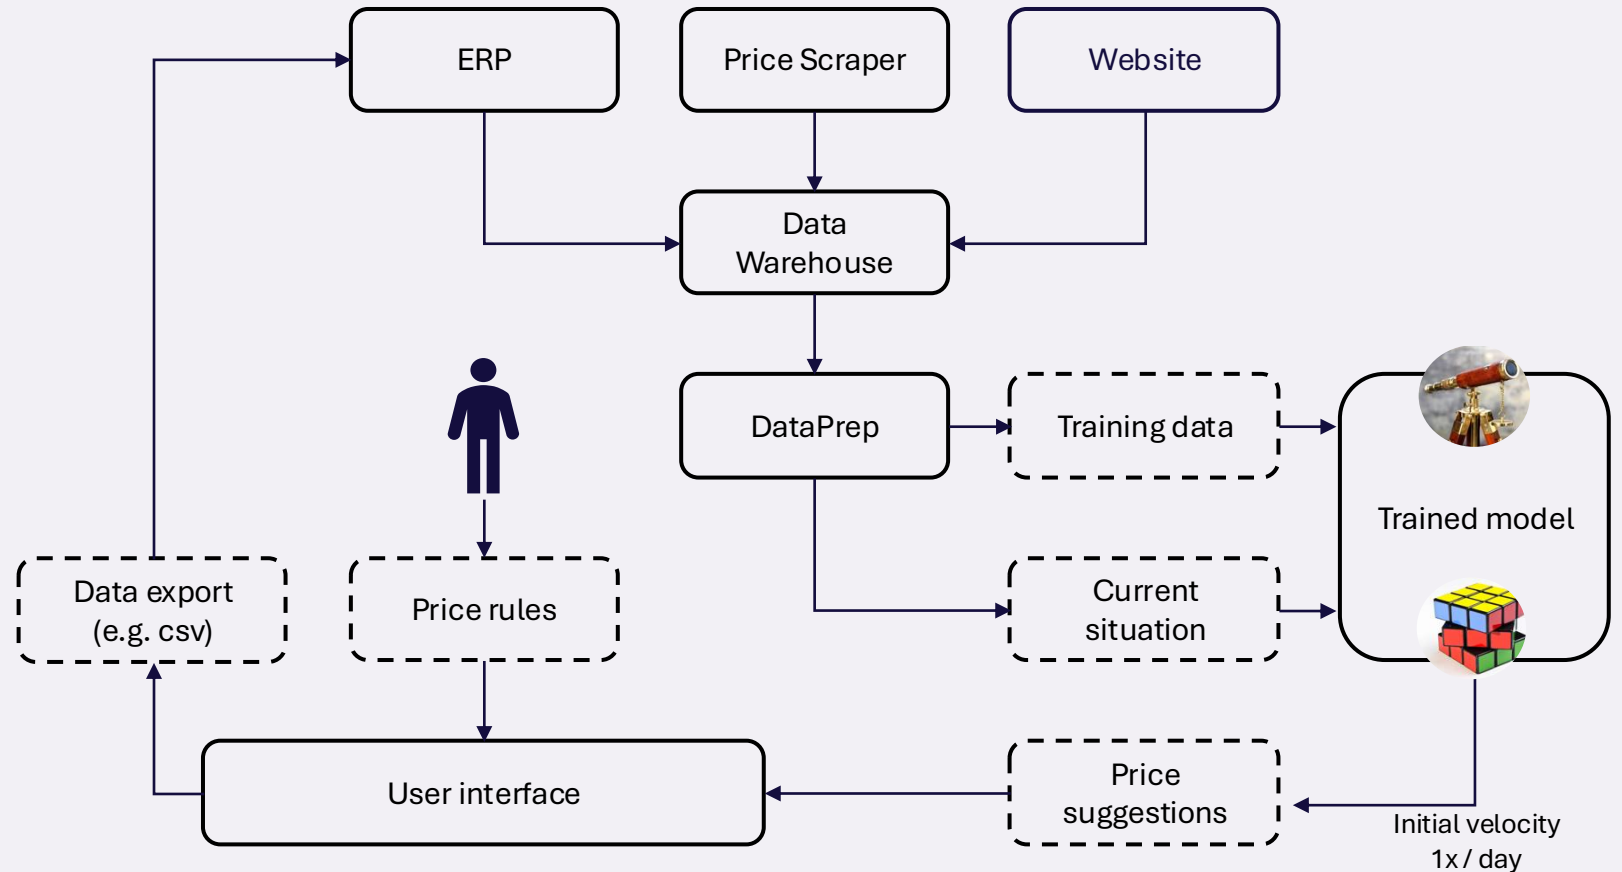 ERP
Price Scraper
Website
Data
Warehouse
DataPrep
Training data
Trained model
Data export
(e.g. csv)
Price rules
Current
situation
User interface
Price
suggestions
Initial velocity
1x / day